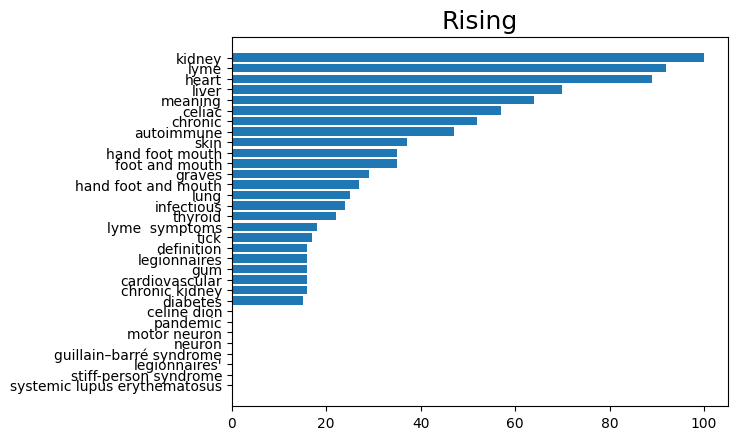 Rising
kidney
lyme
heart
liver
meaning
celiac
chronic
autoimmune
skin
hand foot mouth
foot and mouth
graves
hand foot and mouth
lung
infectious
thyroid
lyme  symptoms
tick
definition
legionnaires
gum
cardiovascular
chronic kidney
diabetes
celine dion
pandemic
motor neuron
neuron
guillain–barré syndrome
legionnaires'
stiff-person syndrome
systemic lupus erythematosus
0 20 40 60 80 100